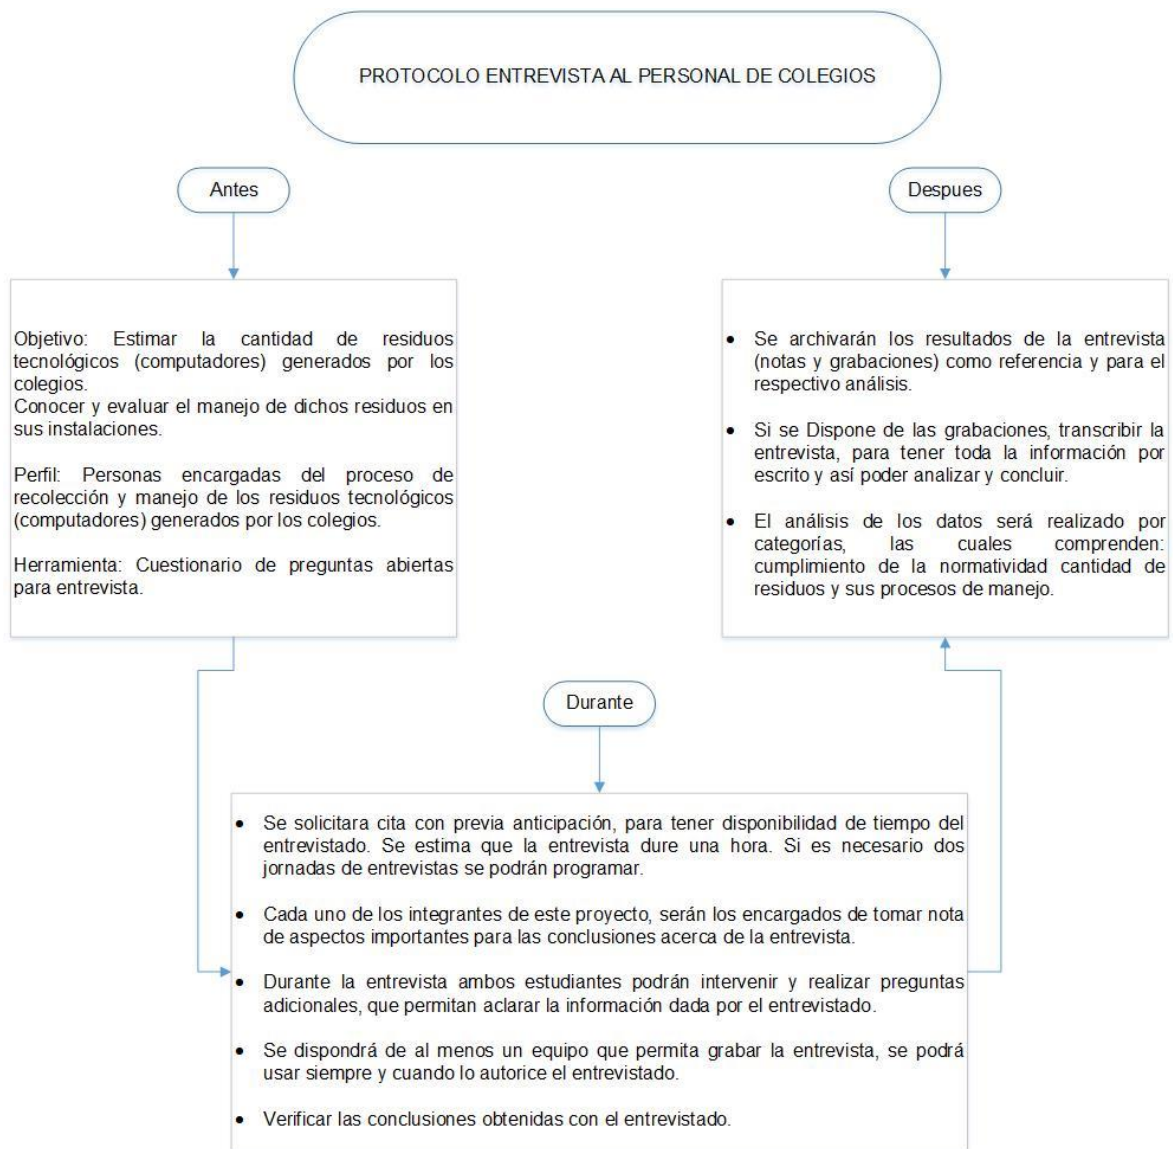 PROTOCOLO ENTREVISTA AL PERSONAL DE COLEGIOS
Antes
Objetivo: Estimar la cantidad de residuos
tecnológicos (computadores) generados por los
colegios.
Conocer y evaluar el manejo de dichos residuos en
sus instalaciones.
Perfil: Personas encargadas del proceso de
recolección y manejo de los residuos tecnológicos
(computadores) generados por los colegios.
Herramienta: Cuestionario de preguntas abiertas
para entrevista.
Despues
• Se archivarán los resultados de la entrevista
(notas y grabaciones) como referencia y para el
respectivo análisis.
• Si se Dispone de las grabaciones, transcribir la
entrevista, para tener toda la información por
escrito y así poder analizar y concluir.
• El análisis de los datos será realizado por
categorías, las cuales comprenden:
cumplimiento de la normatividad cantidad de
residuos y sus procesos de manejo.
Durante
• Se solicitara cita con previa anticipación, para tener disponibilidad de tiempo del
entrevistado. Se estima que la entrevista dure una hora. Si es necesario dos
jornadas de entrevistas se podrán programar.
• Cada uno de los integrantes de este proyecto, serán los encargados de tomar nota
de aspectos importantes para las conclusiones acerca de la entrevista.
• Durante la entrevista ambos estudiantes podrán intervenir y realizar preguntas
adicionales, que permitan aclarar la información dada por el entrevistado.
• Se dispondrá de al menos un equipo que permita grabar la entrevista, se podrá
usar siempre y cuando lo autorice el entrevistado.
• Verificar las conclusiones obtenidas con el entrevistado.